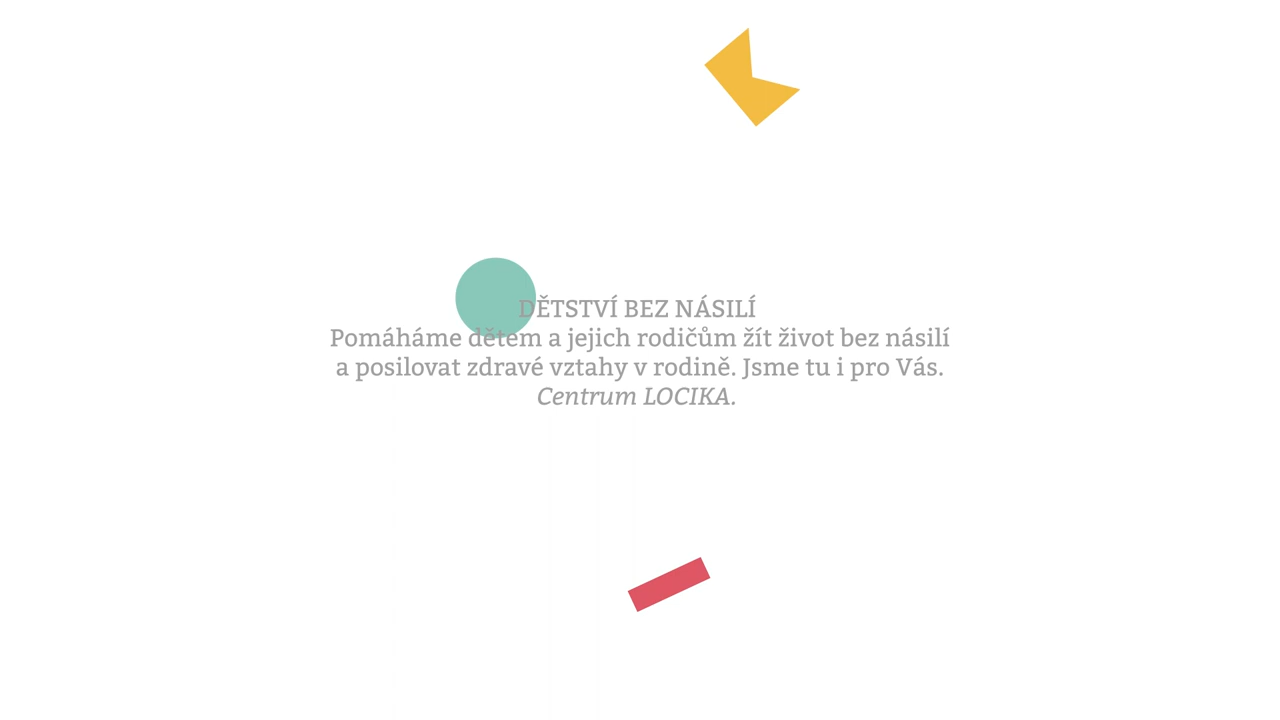 DĚTSTVÍ BEZ NÁSILÍ
Pomáháme dětem a jejich rodičům žít život bez násilí
a posilovat zdravé vztahy v rodině. Jsme tu i pro Vás.
Centrum LOCIKA.